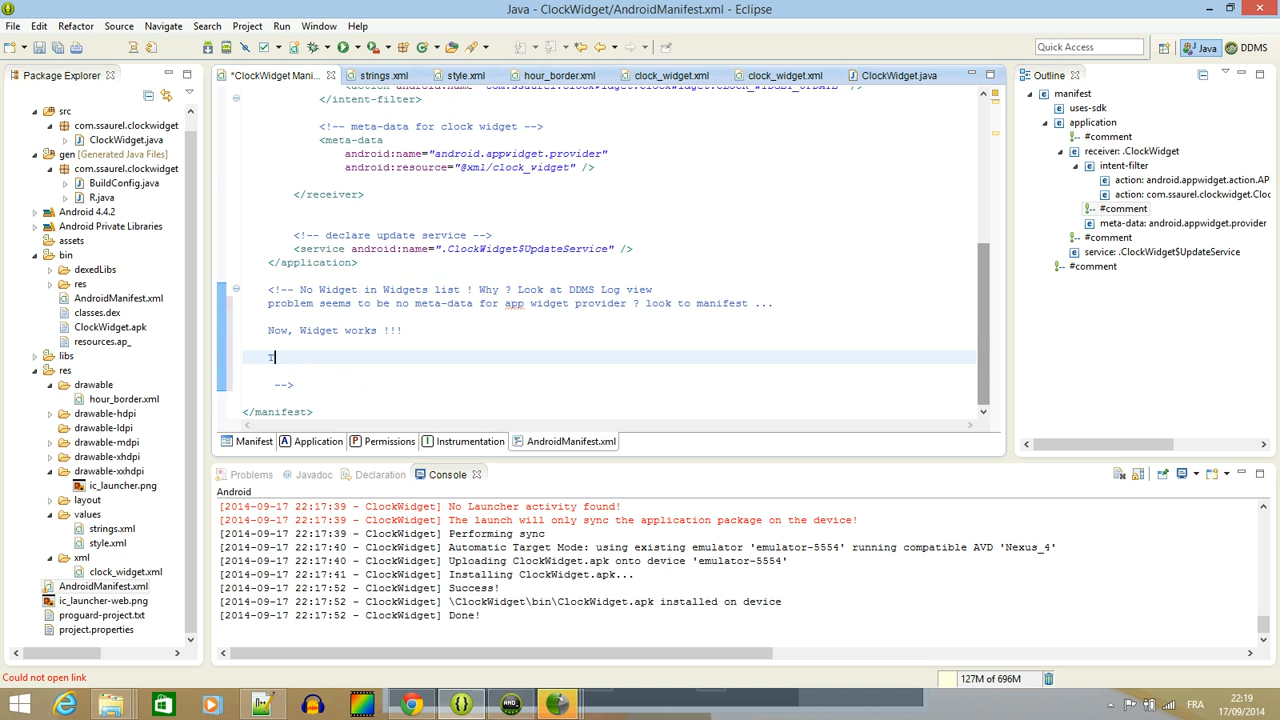 Java - ClockWidget/AndroidManifest.xml - Eclipse
File Edit Refactor Source Navigate Search Project Run Window Help
Quick Access
Java
DDMS
Package Explorer
src
com.ssaurel.clockwidget
ClockWidget.java
gen [Generated Java Files]
com.ssaurel.clockwidget
BuildConfig.java
R.java
Android 4.4.2
Android Private Libraries
assets
bin
dexedLibs
res
AndroidManifest.xml
classes.dex
ClockWidget.apk
resources.ap_
libs
res
drawable
hour_border.xml
drawable-hdpi
drawable-ldpi
drawable-mdpi
drawable-xhdpi
drawable-xxhdpi
ic_launcher.png
layout
values
strings.xml
style.xml
xml
clock_widget.xml
AndroidManifest.xml
ic_launcher-web.png
proguard-project.txt
project.properties
*ClockWidget Mani... strings.xml style.xml hour_border.xml clock_widget.xml clock_widget.xml ClockWidget.java
</intent-filter>
<!-- meta-data for clock widget -->
<meta-data
android:name="android.appwidget.provider"
android:resource="@xml/clock_widget" />
</receiver>
<!-- declare update service -->
<service android:name=".ClockWidget$UpdateService" />
</application>
<!-- No Widget in Widgets list ! Why ? Look at DDMS Log view
problem seems to be no meta-data for app widget provider ? look to manifest ...
Now, Widget works !!!
T
-->
</manifest>
Manifest Application Permissions Instrumentation AndroidManifest.xml
Outline
manifest
uses-sdk
application
#comment
receiver: .ClockWidget
intent-filter
action: android.appwidget.action.AP
action: com.ssaurel.clockwidget.Cloc
#comment
meta-data: android.appwidget.provider
#comment
service: .ClockWidget$UpdateService
#comment
Problems Javadoc Declaration Console
Android
[2014-09-17 22:17:39 - ClockWidget] No Launcher activity found!
[2014-09-17 22:17:39 - ClockWidget] The launch will only sync the application package on the device!
[2014-09-17 22:17:39 - ClockWidget] Performing sync
[2014-09-17 22:17:40 - ClockWidget] Automatic Target Mode: using existing emulator 'emulator-5554' running compatible AVD 'Nexus_4'
[2014-09-17 22:17:40 - ClockWidget] Uploading ClockWidget.apk onto device 'emulator-5554'
[2014-09-17 22:17:41 - ClockWidget] Installing ClockWidget.apk...
[2014-09-17 22:17:52 - ClockWidget] Success!
[2014-09-17 22:17:52 - ClockWidget] \ClockWidget\bin\ClockWidget.apk installed on device
[2014-09-17 22:17:52 - ClockWidget] Done!
Could not open link
127M of 696M
FRA
22:19
17/09/2014